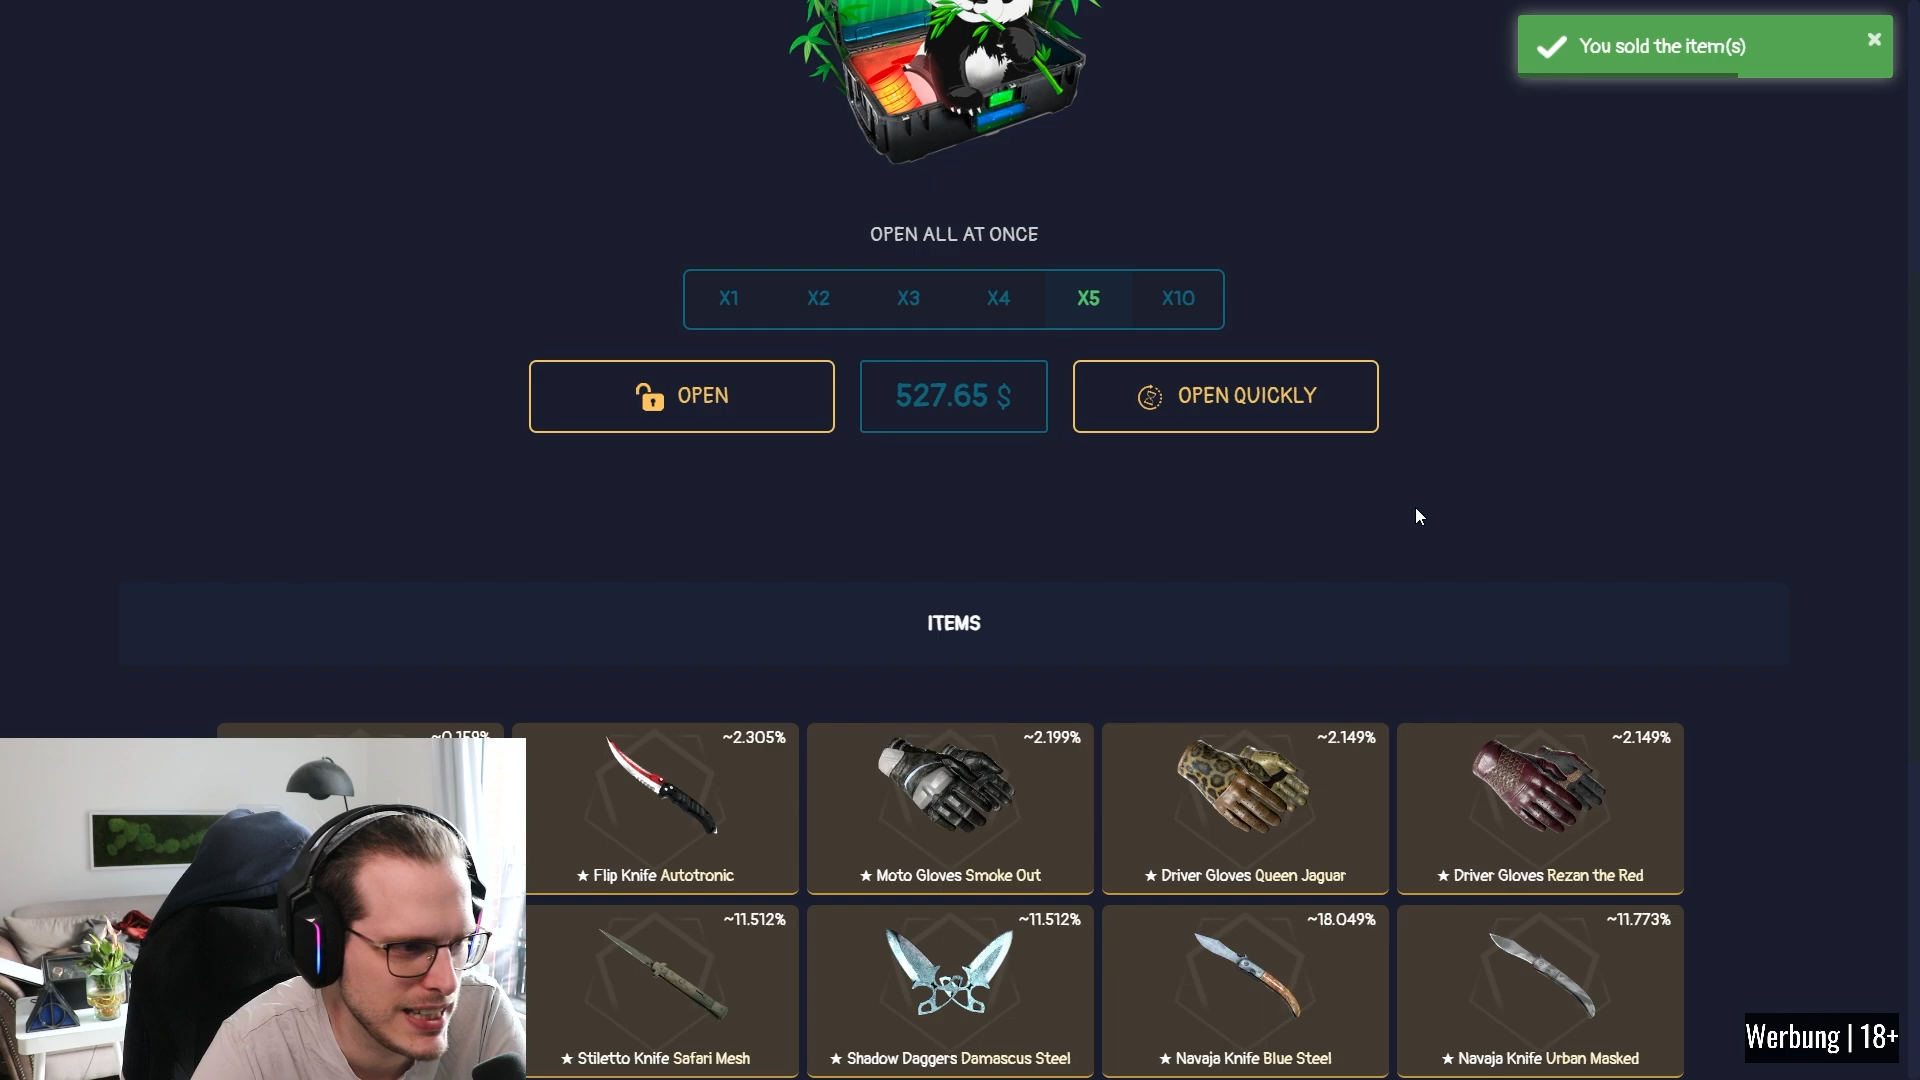 You sold the item(s)
OPEN ALL AT ONCE
X1 X2 X3 X4 X5 X10
OPEN 527.65 $ OPEN QUICKLY
ITEMS
~0.159% ~2.305% ~2.199% ~2.149% ~2.149%
★ Flip Knife Autotronic ★ Moto Gloves Smoke Out ★ Driver Gloves Queen Jaguar ★ Driver Gloves Rezan the Red
~11.512% ~11.512% ~18.049% ~11.773%
★ Stiletto Knife Safari Mesh ★ Shadow Daggers Damascus Steel ★ Navaja Knife Blue Steel ★ Navaja Knife Urban Masked
Werbung | 18+